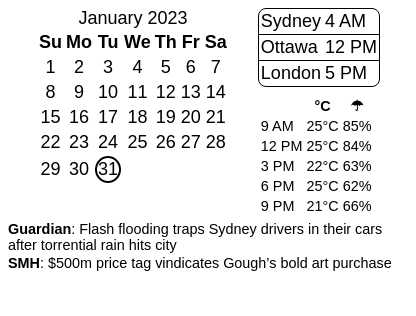 January 2023
Su Mo Tu We Th Fr Sa
1 2 3 4 5 6 7
8 9 10 11 12 13 14
15 16 17 18 19 20 21
22 23 24 25 26 27 28
29 30 31
Sydney 4 AM
Ottawa 12 PM
London 5 PM
°C ☂
9 AM 25°C 85%
12 PM 25°C 84%
3 PM 22°C 63%
6 PM 25°C 62%
9 PM 21°C 66%
Guardian: Flash flooding traps Sydney drivers in their cars
after torrential rain hits city
SMH: $500m price tag vindicates Gough’s bold art purchase